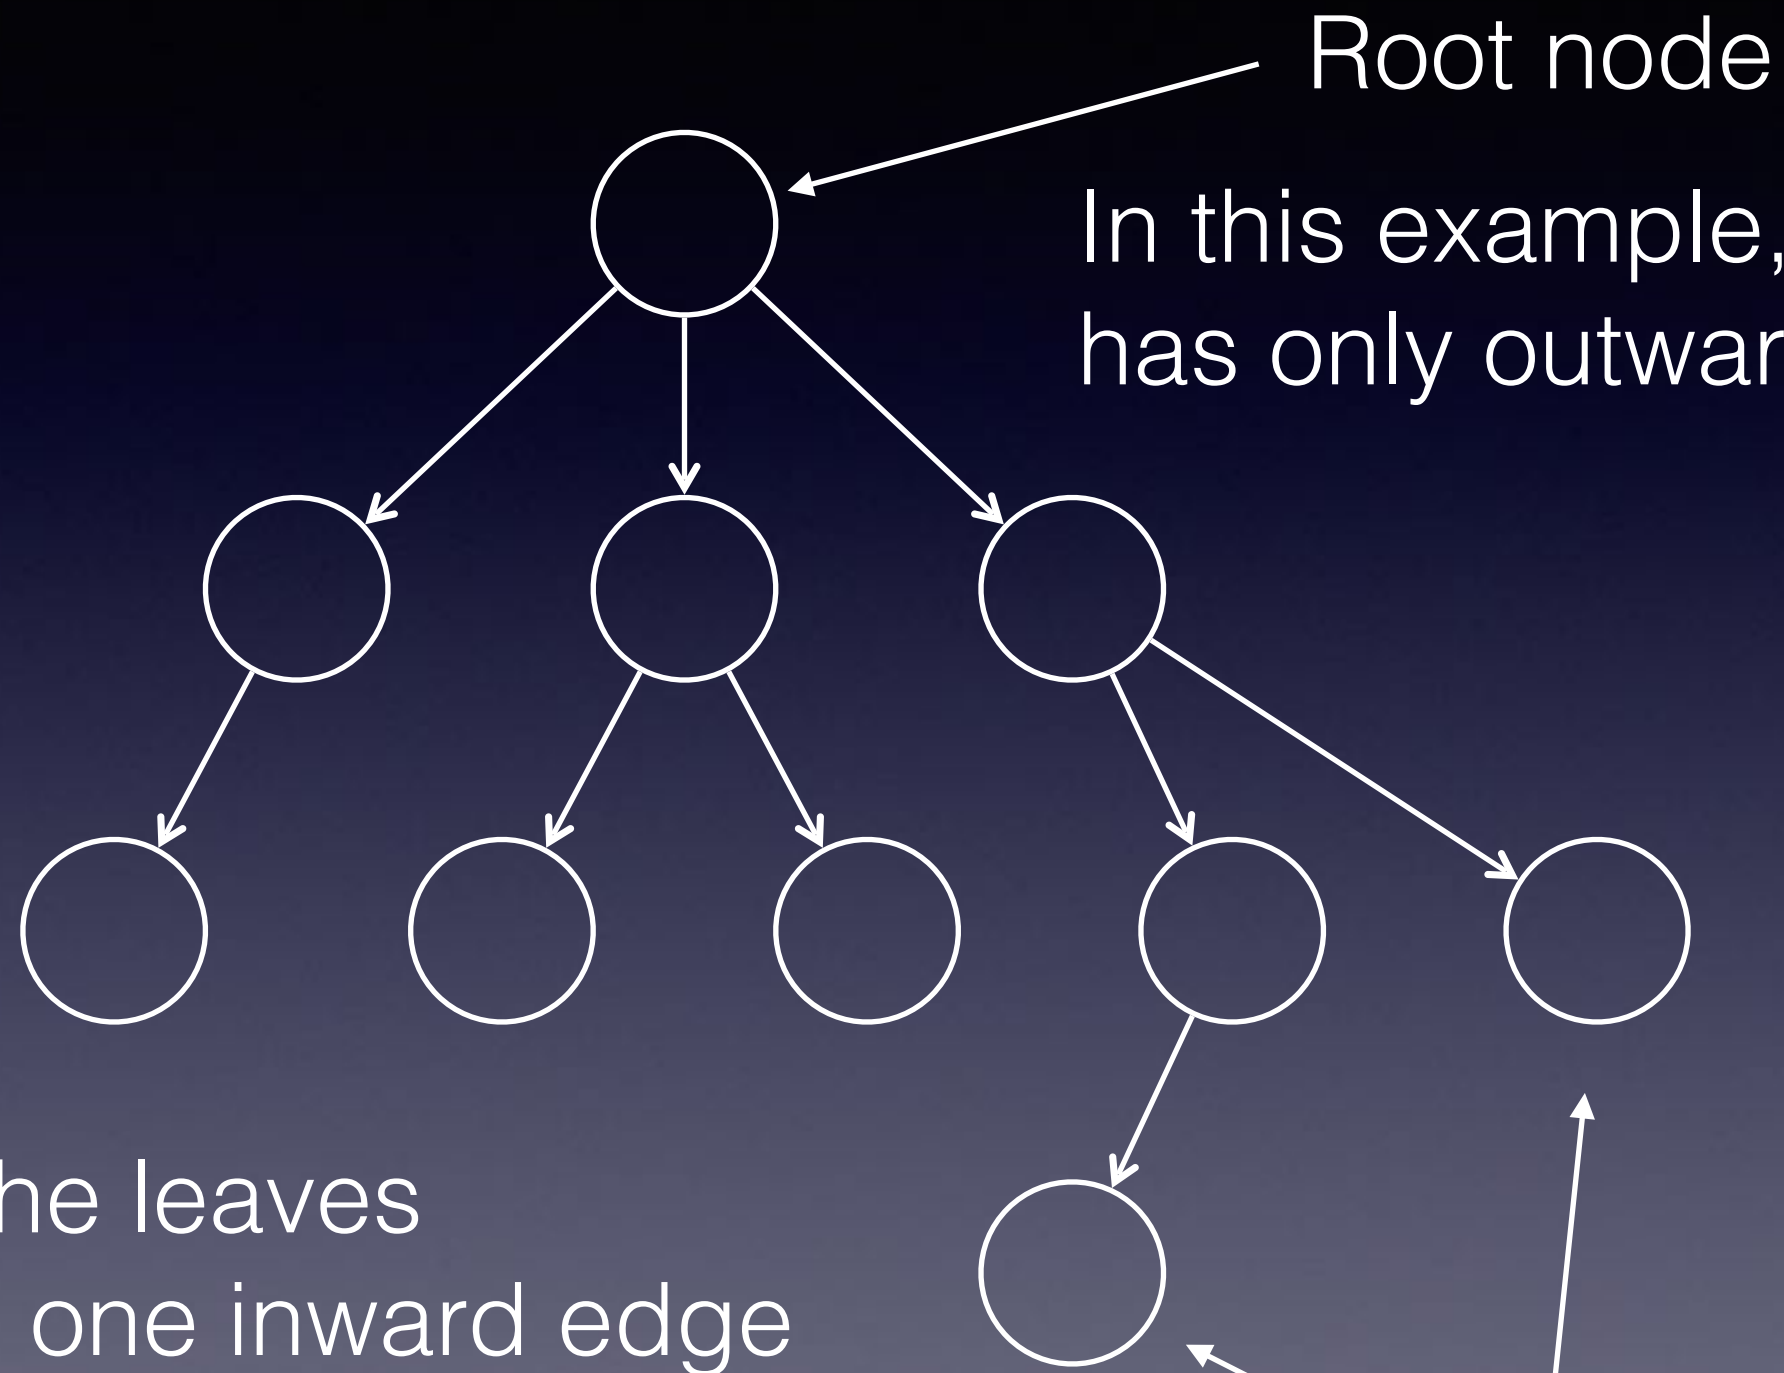 Root node
In this example,
has only outwar
he leaves
one inward edge